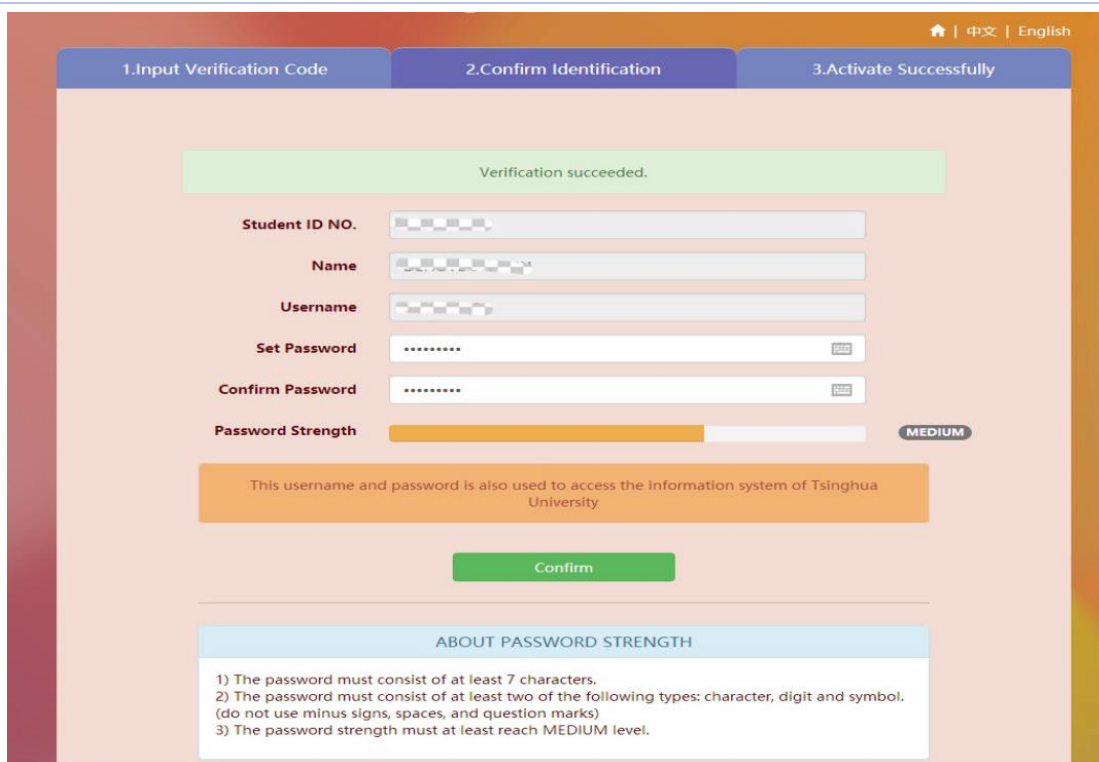 | 中文 | English
1.Input Verification Code
2.Confirm Identification
3.Activate Successfully
Verification succeeded.
Student ID NO.
Name
Username
Set Password •••••••••
Confirm Password •••••••••
Password Strength MEDIUM
This username and password is also used to access the information system of Tsinghua
University
Confirm
ABOUT PASSWORD STRENGTH
1) The password must consist of at least 7 characters.
2) The password must consist of at least two of the following types: character, digit and symbol.
(do not use minus signs, spaces, and question marks)
3) The password strength must at least reach MEDIUM level.